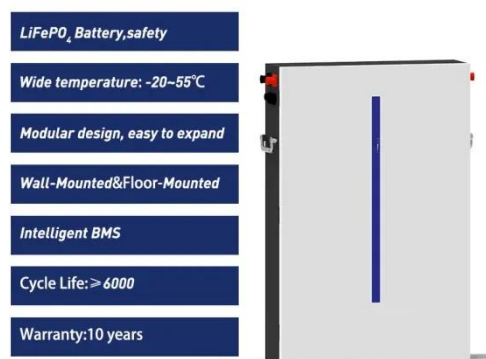 LiFePO₄ Battery,safety
Wide temperature: -20~55℃
Modular design, easy to expand
Wall-Mounted&Floor-Mounted
Intelligent BMS
Cycle Life:≥6000
Warranty:10 years